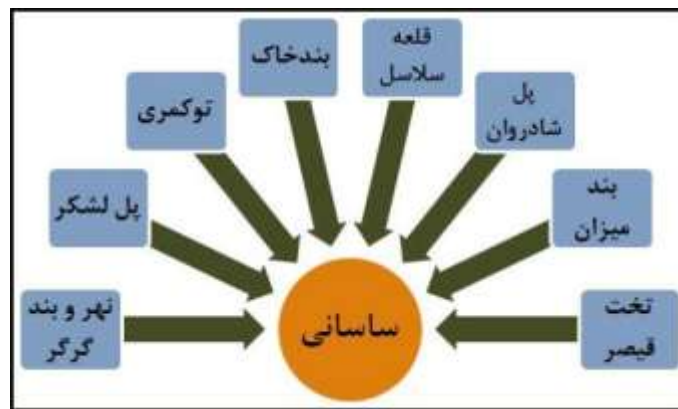 قلعه
سلاسل
بندخاک
پل
شادروان
توکمری
بند
میزان
پل لشکر
تخت
قیصر
نهر و بند
گرگر
ساسانی